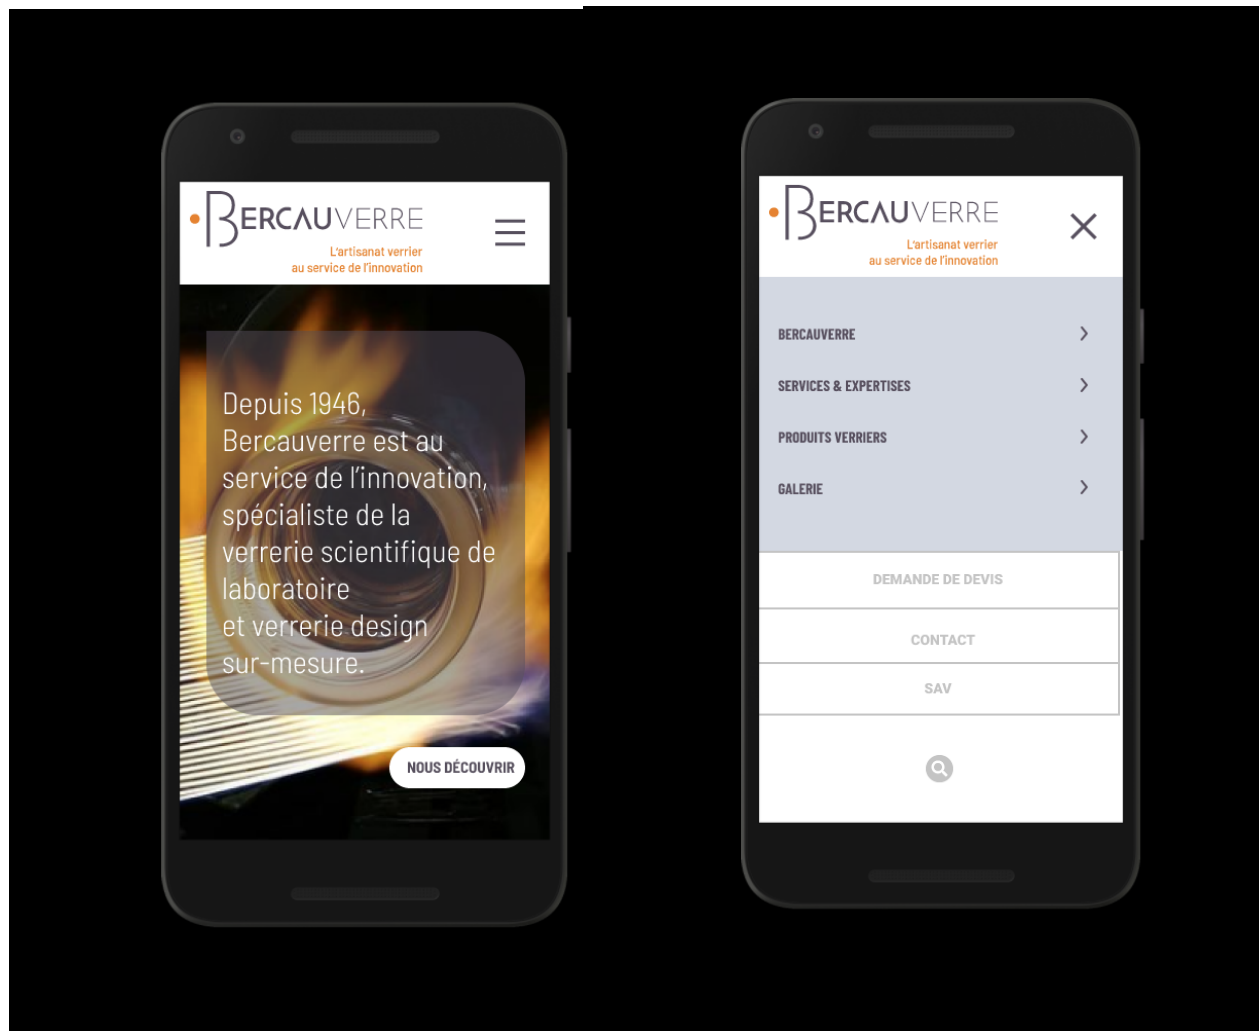 BERCAUVERRE
L'artisanat verrier
au service de l'innovation
Depuis 1946,
Bercauverre est au
service de l'innovation,
spécialiste de la
verrerie scientifique de
laboratoire
et verrerie design
sur-mesure.
NOUS DÉCOUVRIR
BERCAUVERRE
L'artisanat verrier
au service de l'innovation
BERCAUVERRE
SERVICES & EXPERTISES
PRODUITS VERRIERS
GALERIE
DEMANDE DE DEVIS
CONTACT
SAV